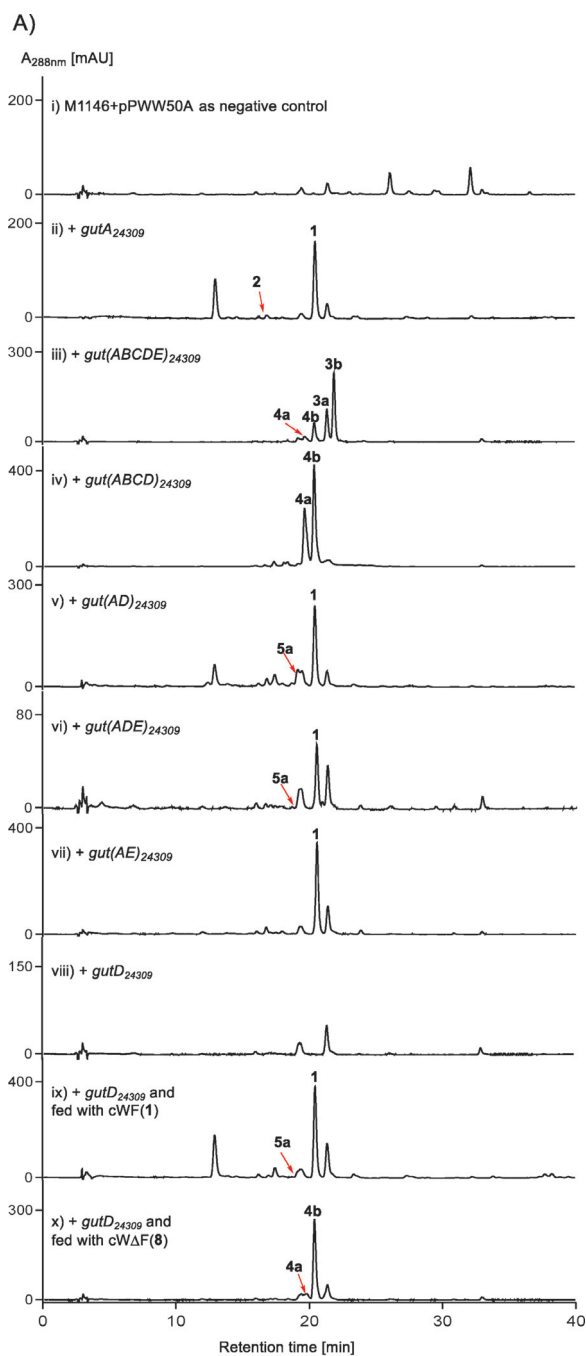 A)
A288nm [mAU]
200
i) M1146+pPWW50A as negative control
0
200
ii) + gutA24309
1
2
0
300
iii) + gut(ABCDE)24309
3b
3a
4a
4b
0
400
iv) + gut(ABCD)24309
4b
4a
0
300
v) + gut(AD)24309
1
5a
0
80
vi) + gut(ADE)24309
1
5a
0
400
vii) + gut(AE)24309
1
0
150
viii) + gutD24309
0
400
ix) + gutD24309 and
fed with cWF(1)
1
5a
0
300
x) + gutD24309 and
fed with cWΔF(8)
4b
4a
0
0 10 20 30 40
Retention time [min]